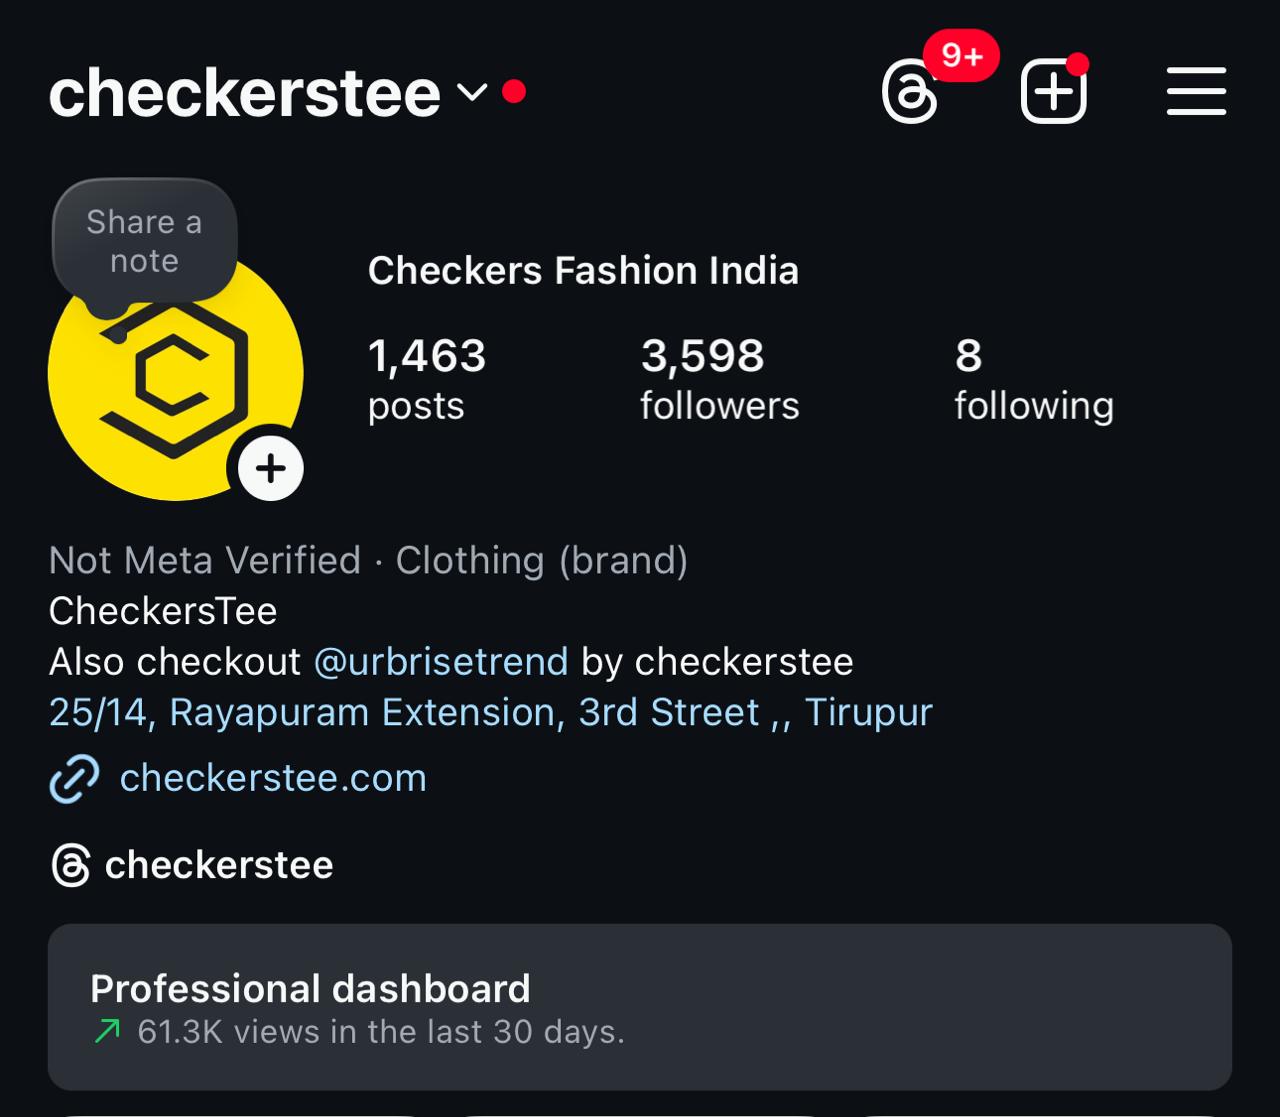 checkerstee
9+
Share a
note
Checkers Fashion India
1,463 3,598 8
posts followers following
Not Meta Verified · Clothing (brand)
CheckersTee
Also checkout @urbrisetrend by checkerstee
25/14, Rayapuram Extension, 3rd Street ,, Tirupur
checkerstee.com
checkerstee
Professional dashboard
61.3K views in the last 30 days.